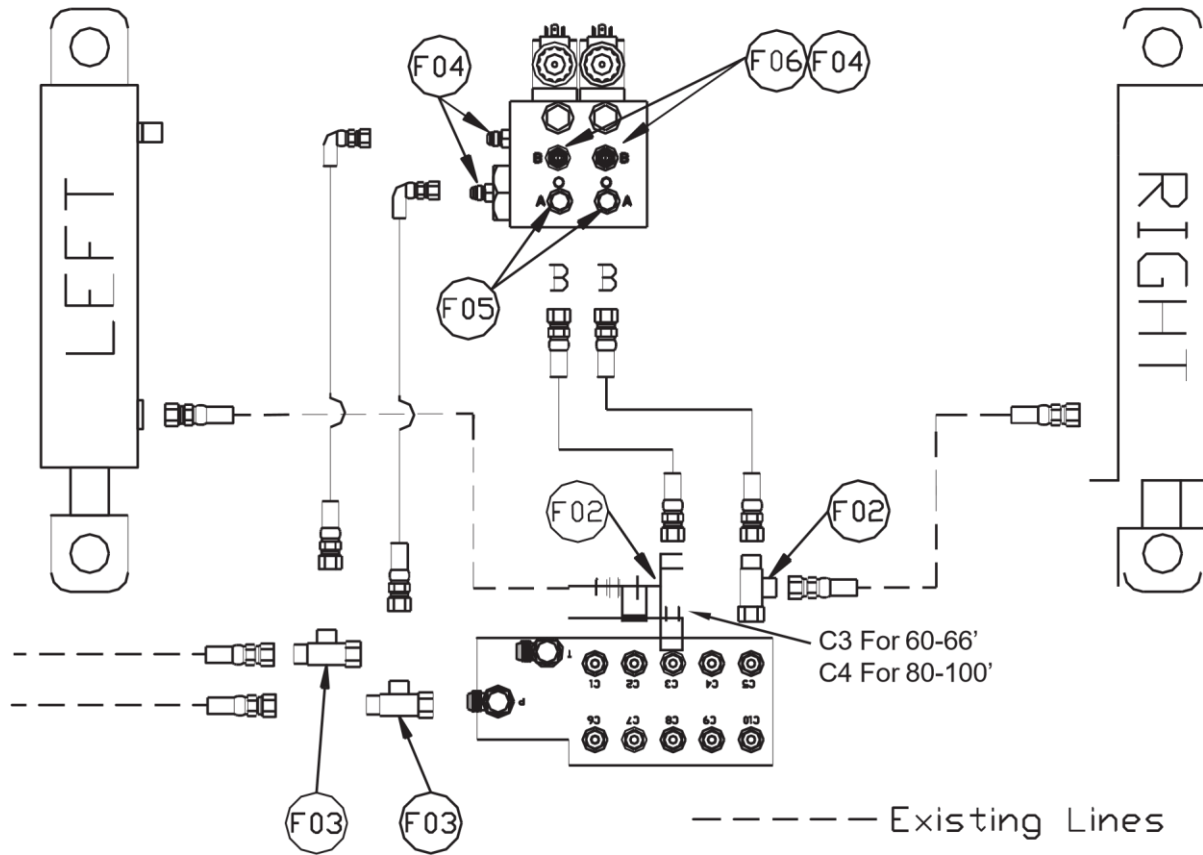 F04
F06 F04
LEFT
RIGHT
B B
A A
F05
B B
F02
F02
C3 For 60-66’
C4 For 80-100’
T
C1 C2 C3 C4 C5
P
C6 C7 C8 C9 C10
F03 F03
Existing Lines